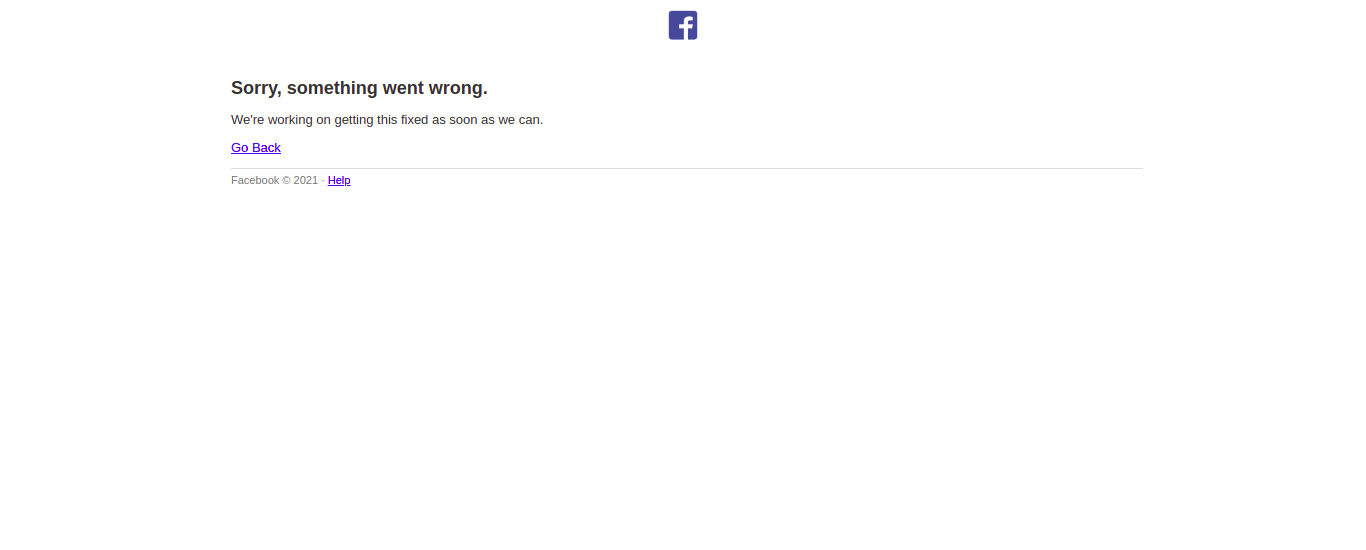 Sorry, something went wrong.
We're working on getting this fixed as soon as we can.
Go Back
Facebook © 2021 · Help